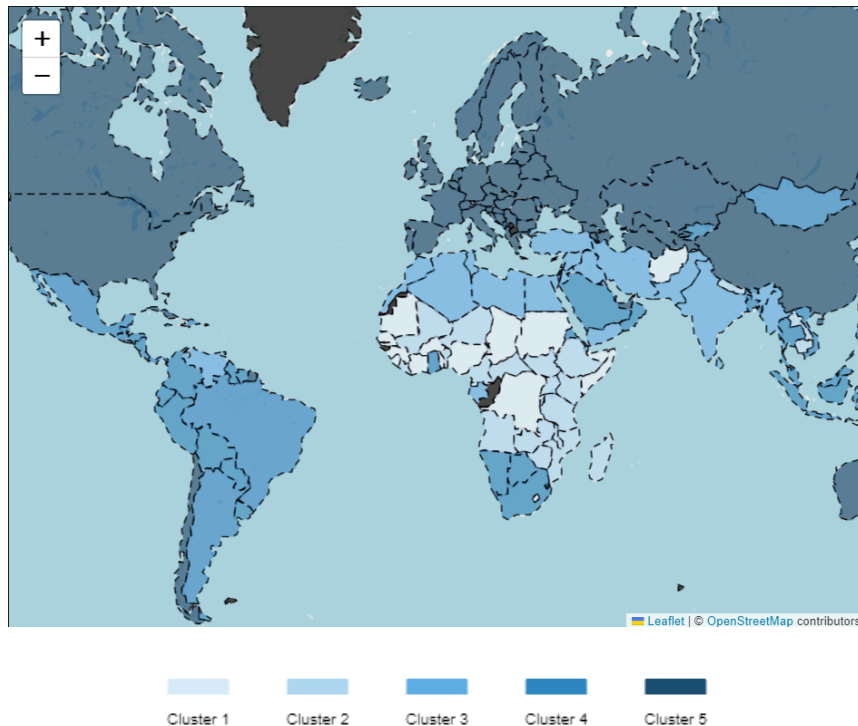 +
−
Leaflet | © OpenStreetMap contributors
Cluster 1 Cluster 2 Cluster 3 Cluster 4 Cluster 5